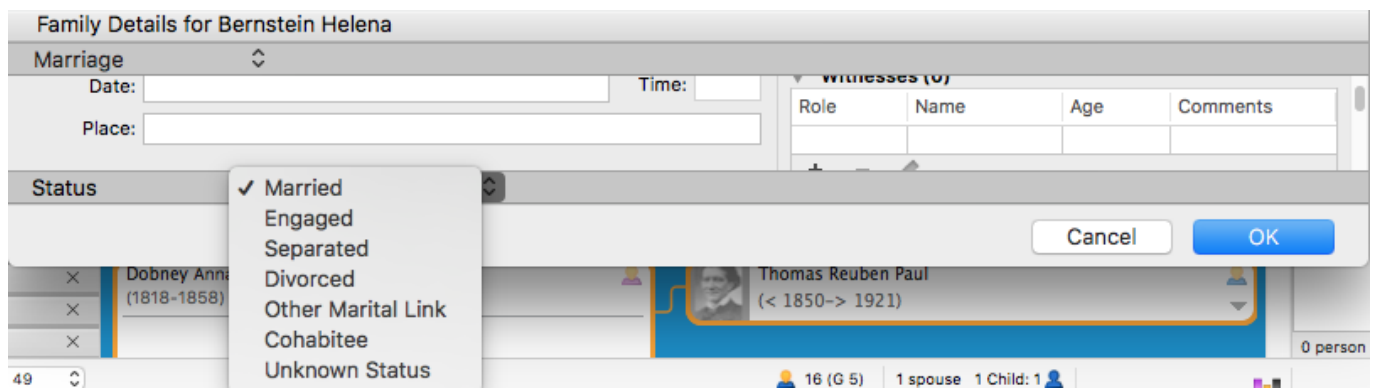 Family Details for Bernstein Helena
Marriage
Date:
Time:
Place:
Witnesses (0)
Role Name Age Comments
Status
✓ Married
Engaged
Separated
Divorced
Other Marital Link
Cohabitee
Unknown Status
Cancel OK
Dobney Anna
(1818-1858)
Thomas Reuben Paul
(< 1850-> 1921)
0 person
49
16 (G 5) 1 spouse 1 Child: 1